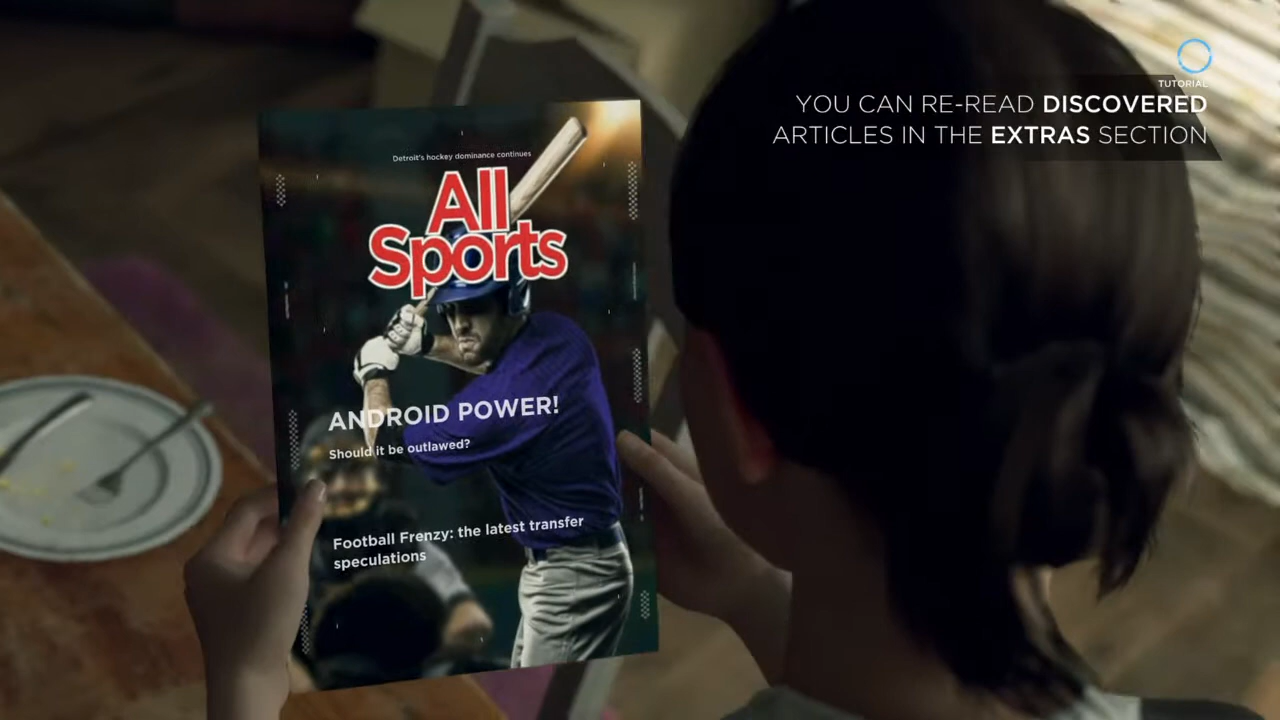 TUTORIAL
YOU CAN RE-READ DISCOVERED
ARTICLES IN THE EXTRAS SECTION
Detroit's hockey dominance continues
All
Sports
ANDROID POWER!
Should it be outlawed?
Football Frenzy: the latest transfer
speculations